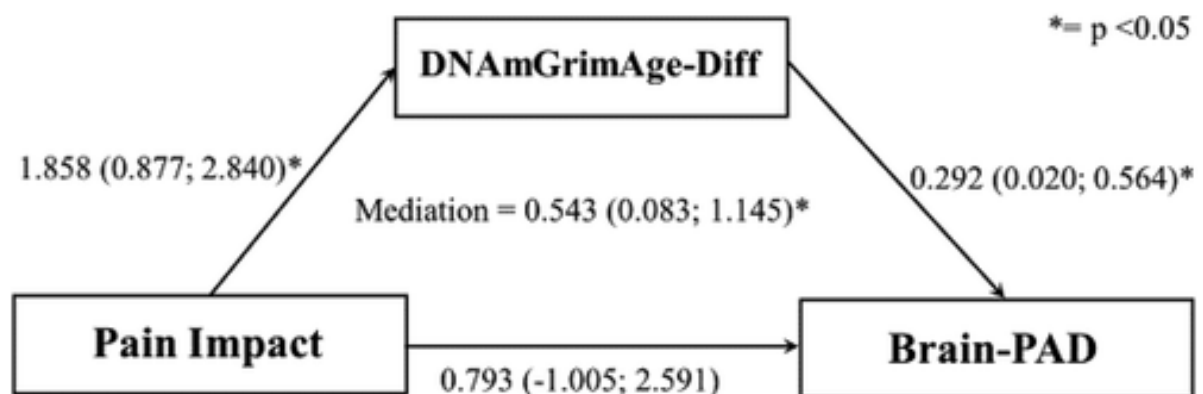 *= p <0.05
DNAmGrimAge-Diff
1.858 (0.877; 2.840)*
0.292 (0.020; 0.564)*
Mediation = 0.543 (0.083; 1.145)*
Pain Impact
Brain-PAD
0.793 (-1.005; 2.591)